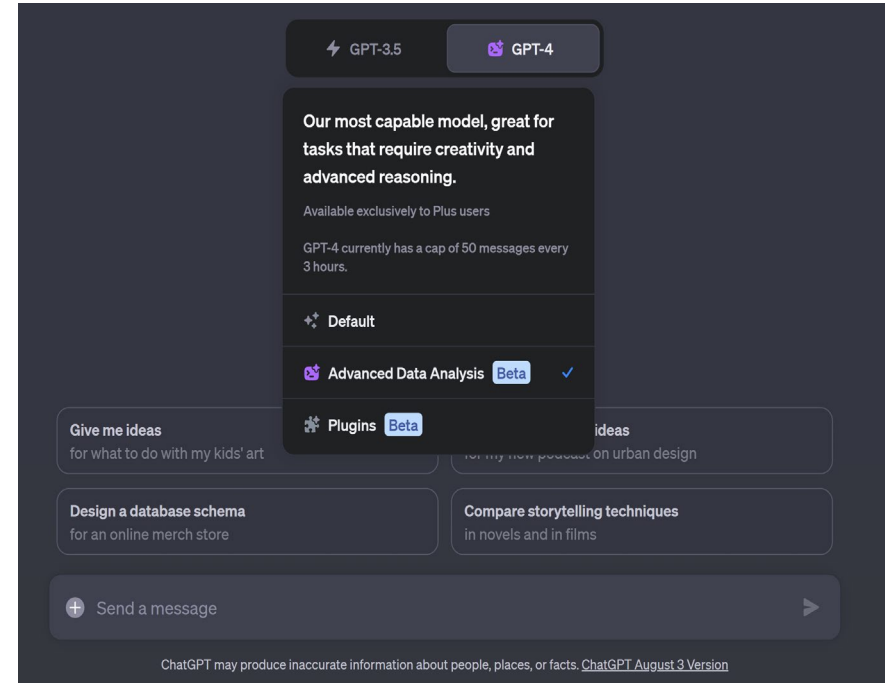 GPT-3.5
GPT-4
Our most capable model, great for
tasks that require creativity and
advanced reasoning.
Available exclusively to Plus users
GPT-4 currently has a cap of 50 messages every
3 hours.
Default
Advanced Data Analysis Beta
Plugins Beta
Give me ideas
for what to do with my kids' art
ideas
for my new podcast on urban design
Design a database schema
for an online merch store
Compare storytelling techniques
in novels and in films
Send a message
ChatGPT may produce inaccurate information about people, places, or facts. ChatGPT August 3 Version